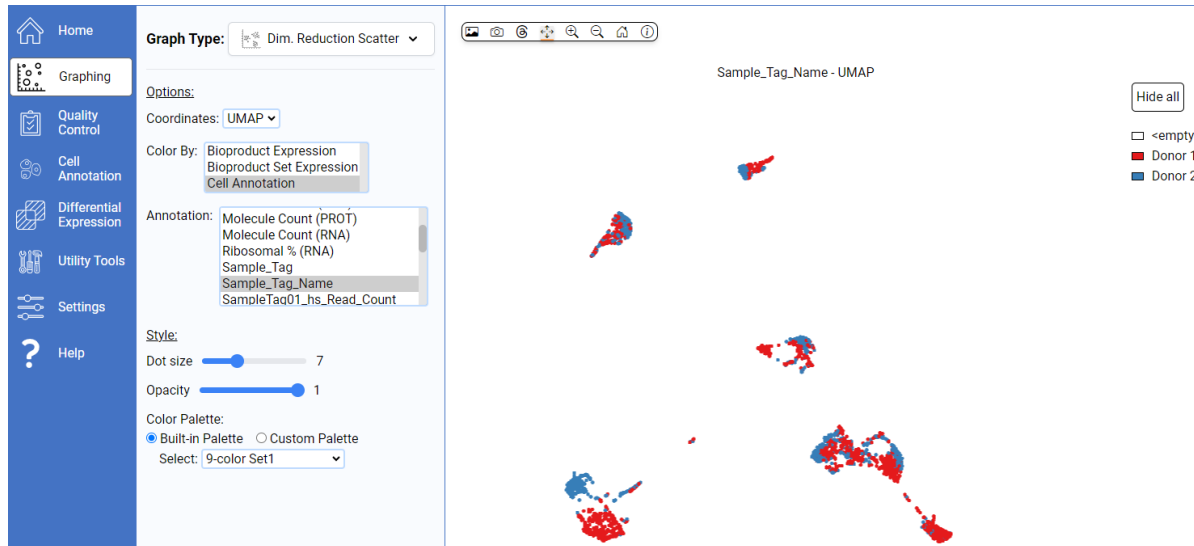 Home
Graphing
Quality
Control
Cell
Annotation
Differential
Expression
Utility Tools
Settings
Help
Graph Type: Dim. Reduction Scatter
Options:
Coordinates: UMAP
Color By: Bioproduct Expression
Bioproduct Set Expression
Cell Annotation
Annotation:
Molecule Count (PROT)
Molecule Count (RNA)
Ribosomal % (RNA)
Sample_Tag
Sample_Tag_Name
SampleTag01_hs_Read_Count
Style:
Dot size 7
Opacity 1
Color Palette:
Built-in Palette Custom Palette
Select: 9-color Set1
Sample_Tag_Name - UMAP
Hide all
<empty
Donor 1
Donor 2